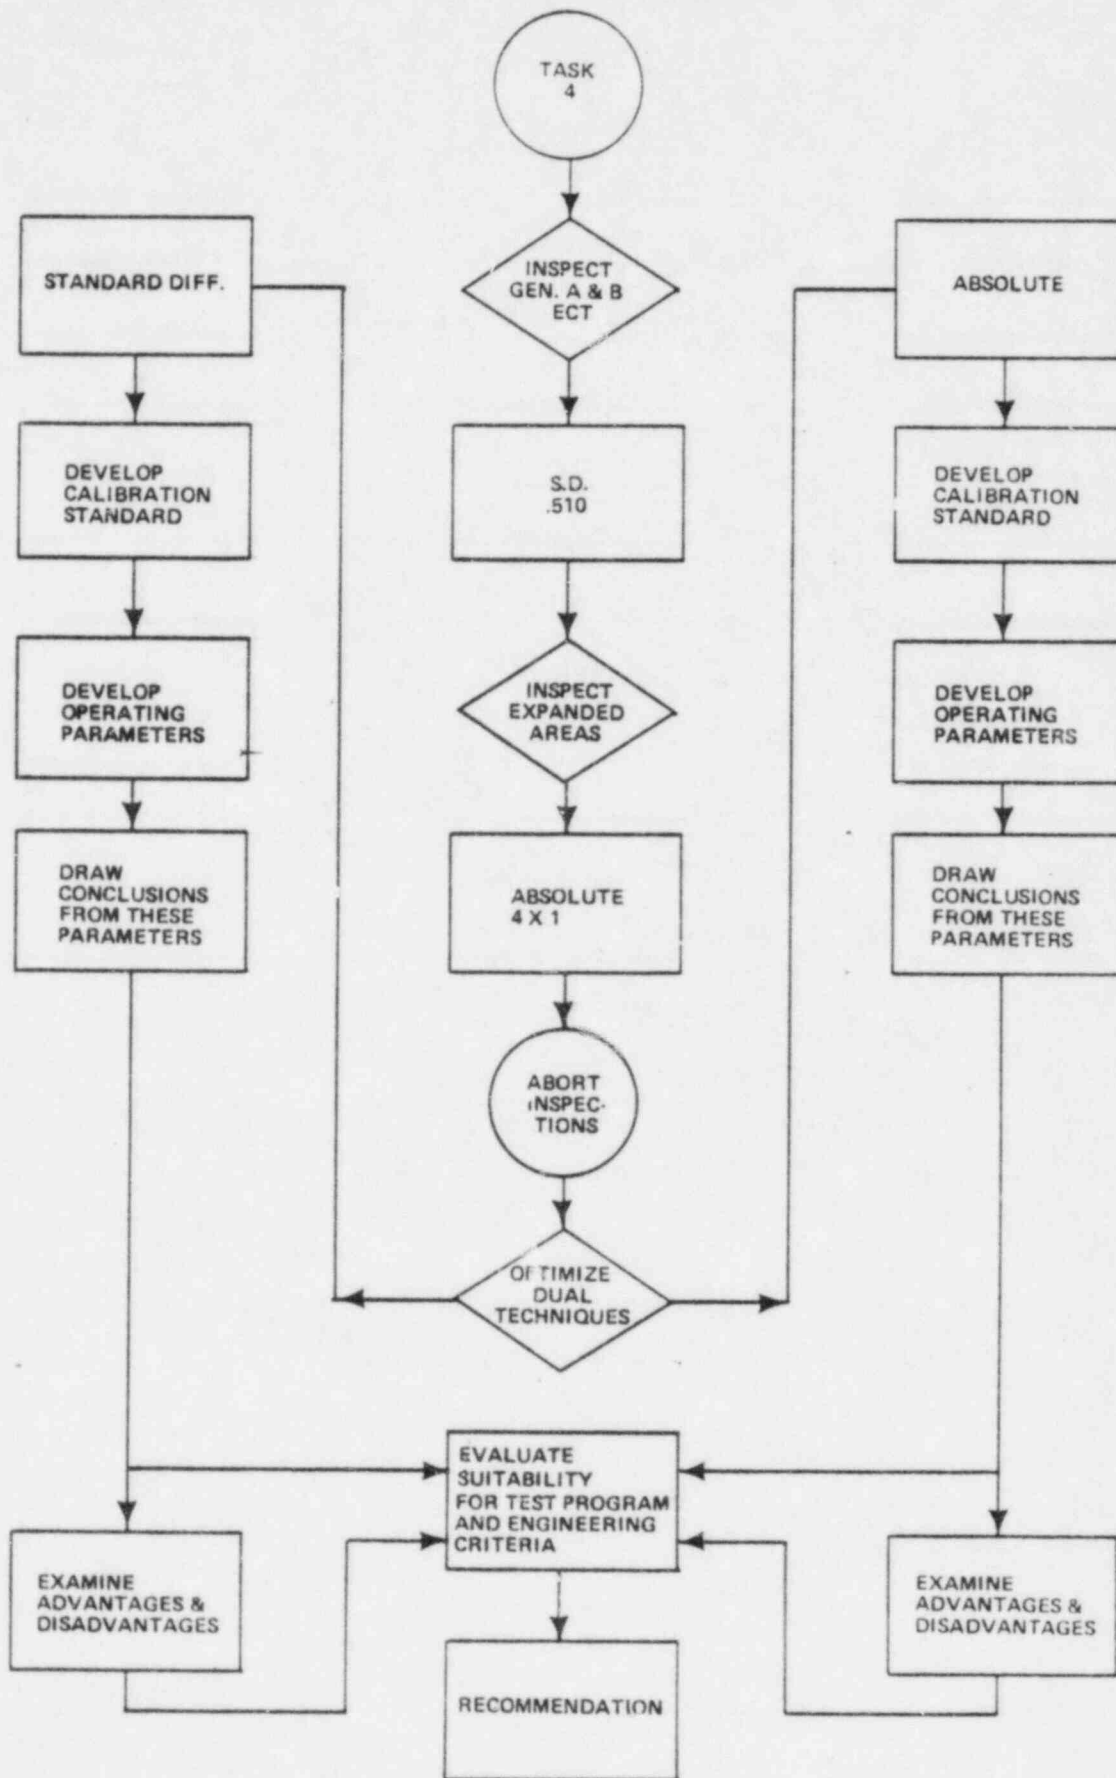 TASK
4
INSPECT
GEN. A & B
ECT
STANDARD DIFF.
ABSOLUTE
DEVELOP
CALIBRATION
STANDARD
S.D.
.510
DEVELOP
CALIBRATION
STANDARD
DEVELOP
OPERATING
PARAMETERS
INSPECT
EXPANDED
AREAS
DEVELOP
OPERATING
PARAMETERS
DRAW
CONCLUSIONS
FROM THESE
PARAMETERS
ABSOLUTE
4 X 1
DRAW
CONCLUSIONS
FROM THESE
PARAMETERS
ABORT
INSPEC-
TIONS
OPTIMIZE
DUAL
TECHNIQUES
EVALUATE
SUITABILITY
FOR TEST PROGRAM
AND ENGINEERING
CRITERIA
EXAMINE
ADVANTAGES &
DISADVANTAGES
EXAMINE
ADVANTAGES &
DISADVANTAGES
RECOMMENDATION